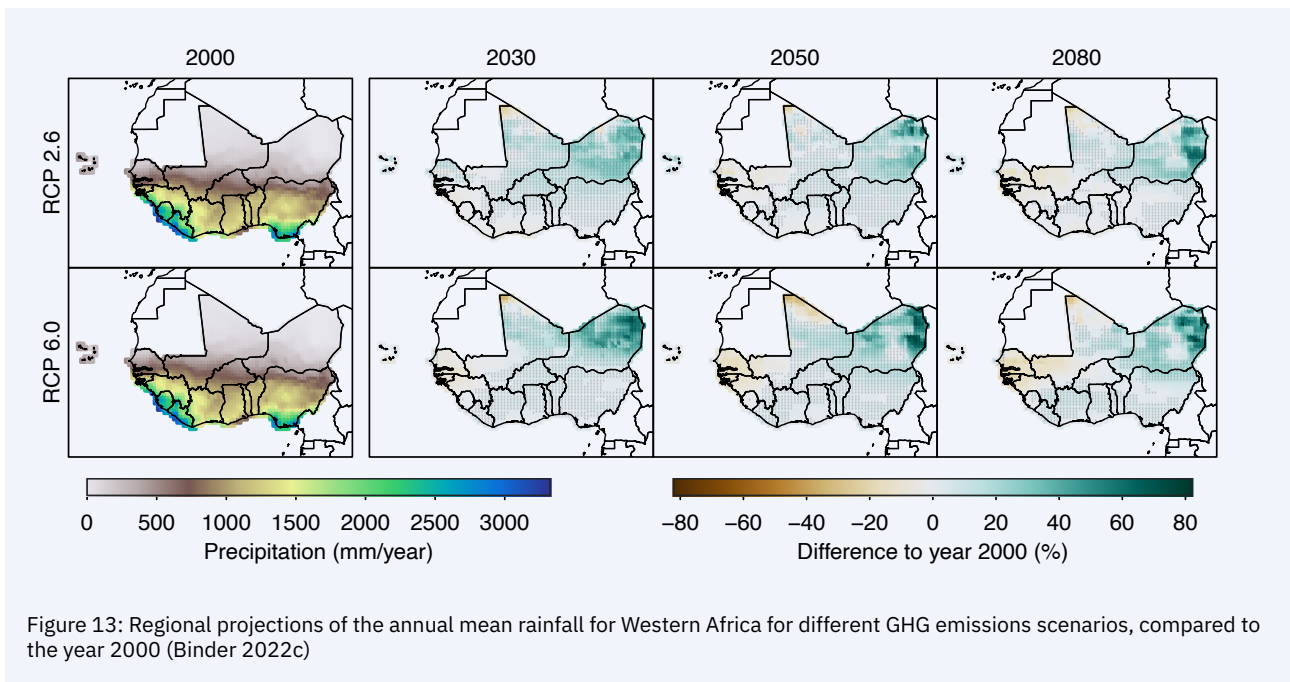 2000 2030 2050 2080
RCP 2.6
RCP 6.0
0 500 1000 1500 2000 2500 3000
Precipitation (mm/year)
−80 −60 −40 −20 0 20 40 60 80
Difference to year 2000 (%)
Figure 13: Regional projections of the annual mean rainfall for Western Africa for different GHG emissions scenarios, compared to
the year 2000 (Binder 2022c)